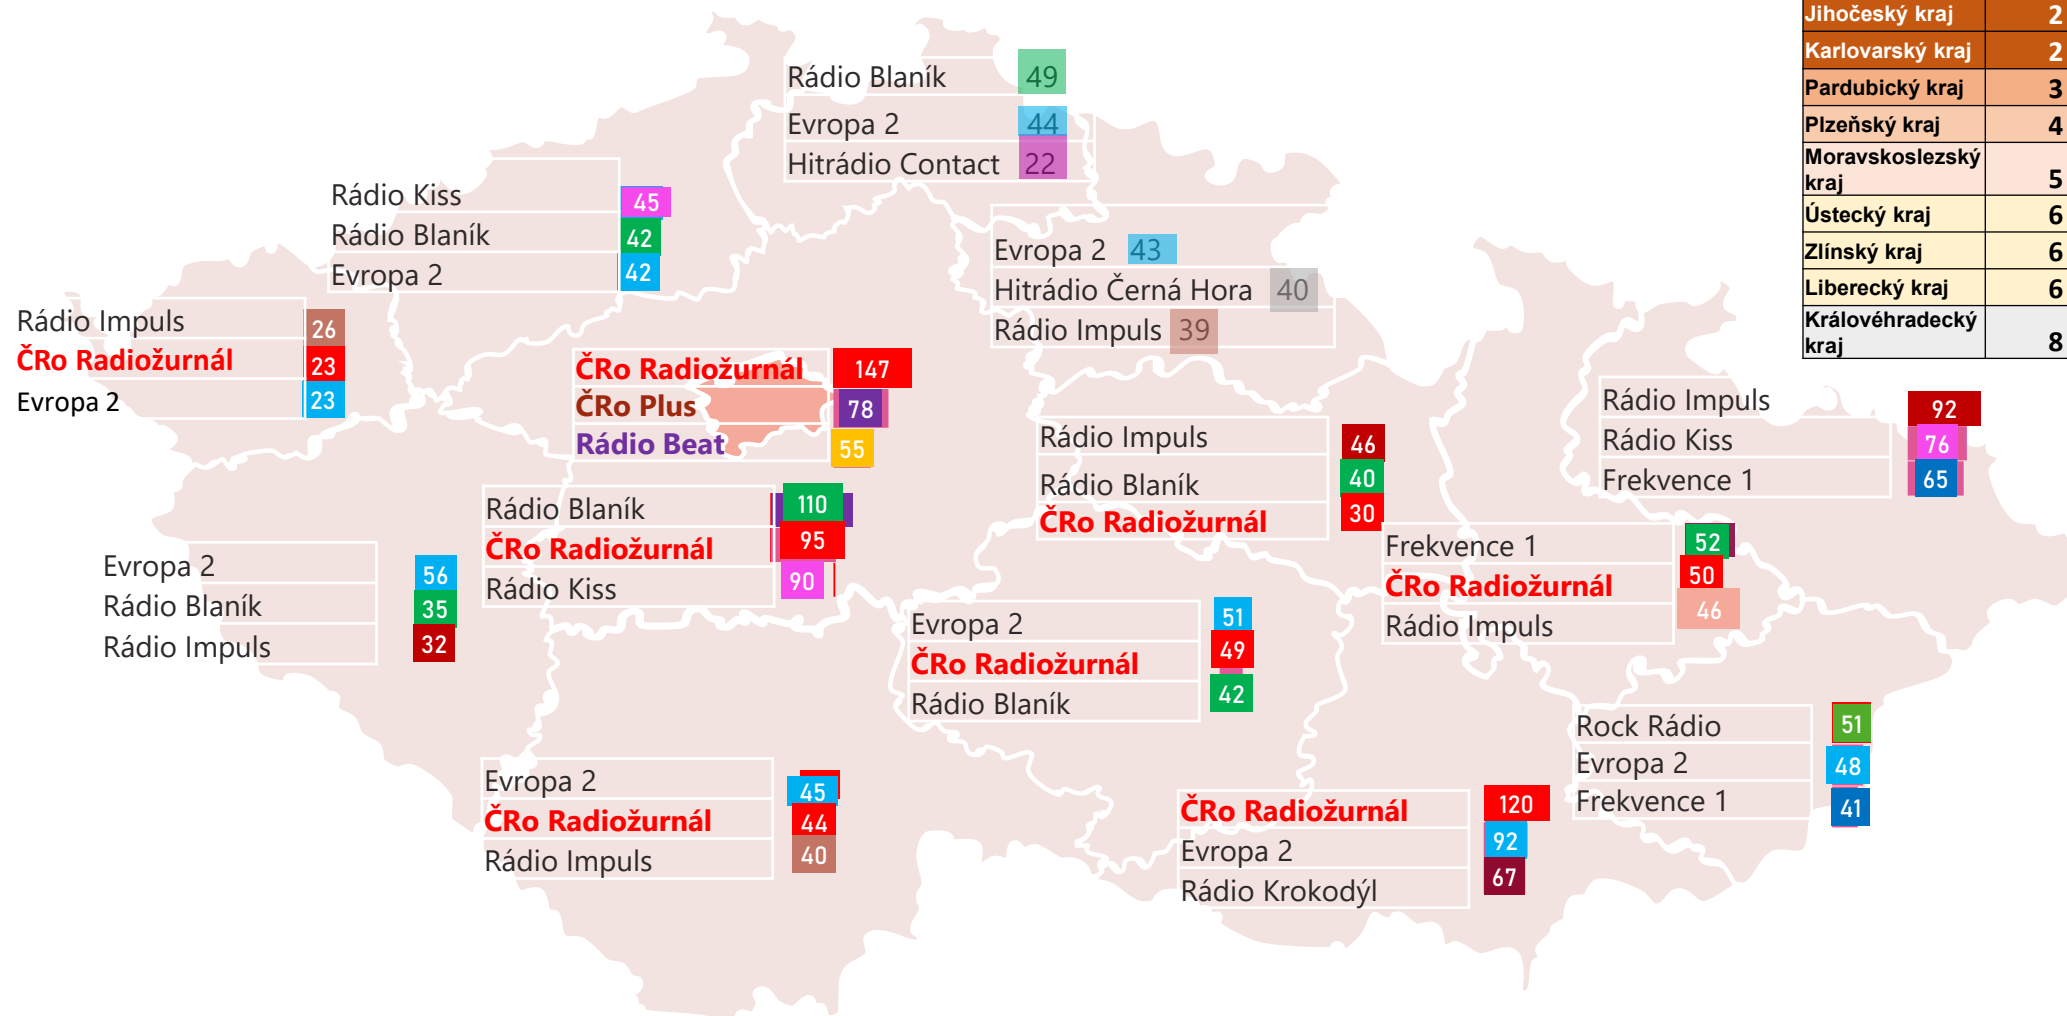 Jihočeský kraj 2
Karlovarský kraj 2
Pardubický kraj 3
Plzeňský kraj 4
Moravskoslezský
kraj 5
Ústecký kraj 6
Zlínský kraj 6
Liberecký kraj 6
Královéhradecký
kraj 8
Rádio Blaník 49
Evropa 2 44
Hitrádio Contact 22
Rádio Kiss 45
Rádio Blaník 42
Evropa 2 42
Evropa 2 43
Hitrádio Černá Hora 40
Rádio Impuls 39
Rádio Impuls 26
ČRo Radiožurnál 23
Evropa 2 23
ČRo Radiožurnál 147
ČRo Plus 78
Rádio Beat 55
Rádio Impuls 92
Rádio Kiss 76
Frekvence 1 65
Rádio Impuls 46
Rádio Blaník 40
ČRo Radiožurnál 30
Rádio Blaník 110
ČRo Radiožurnál 95
Rádio Kiss 90
Frekvence 1 52
ČRo Radiožurnál 50
Rádio Impuls 46
Evropa 2 56
Rádio Blaník 35
Rádio Impuls 32
Evropa 2 51
ČRo Radiožurnál 49
Rádio Blaník 42
Rock Rádio 51
Evropa 2 48
Frekvence 1 41
Evropa 2 45
ČRo Radiožurnál 44
Rádio Impuls 40
ČRo Radiožurnál 120
Evropa 2 92
Rádio Krokodýl 67